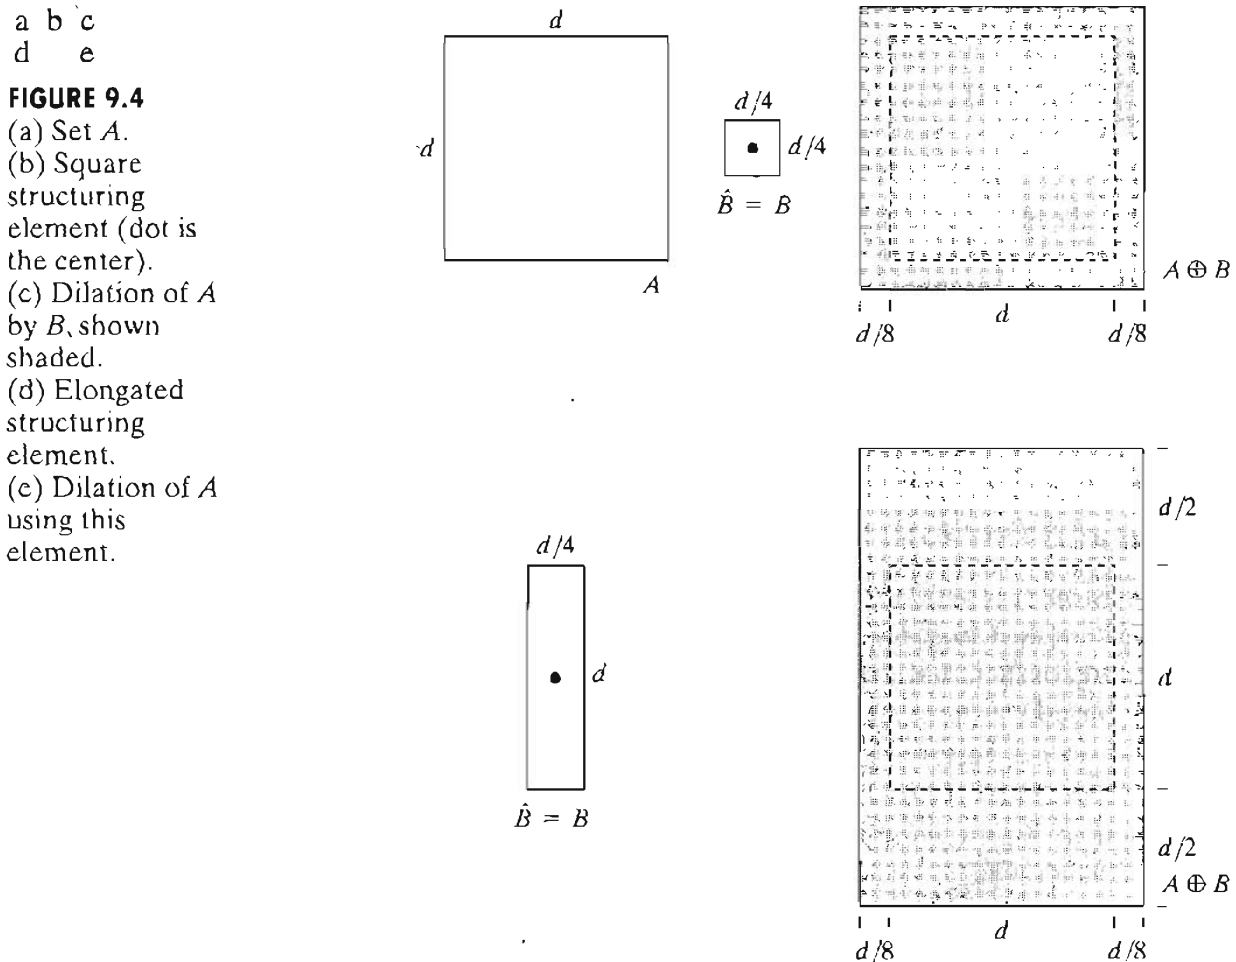 a b c
d e
FIGURE 9.4
(a) Set A.
(b) Square
structuring
element (dot is
the center).
(c) Dilation of A
by B, shown
shaded.
(d) Elongated
structuring
element.
(e) Dilation of A
using this
element.
d
d
A
d/4
d/4
B̂ = B
A ⊕ B
d
d/8
d/8
d/4
d
B̂ = B
d/2
d
d/2
A ⊕ B
d
d/8
d/8